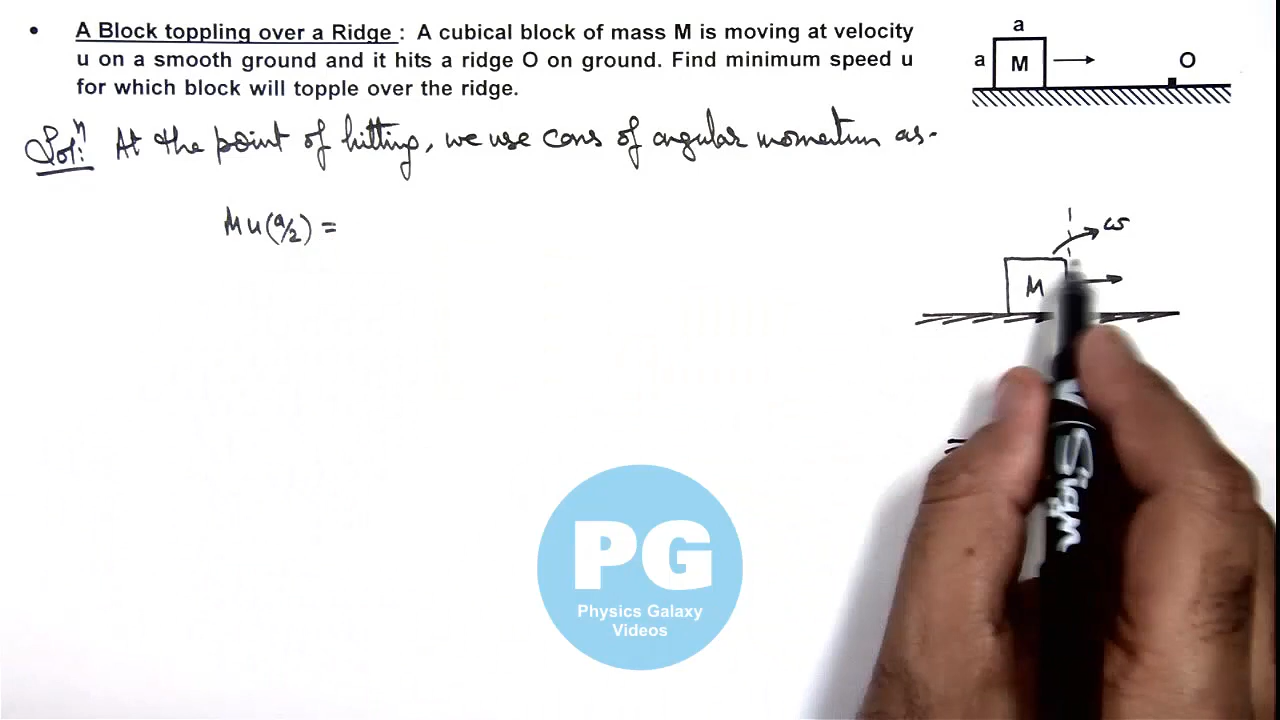 • A Block toppling over a Ridge : A cubical block of mass M is moving at velocity
u on a smooth ground and it hits a ridge O on ground. Find minimum speed u
for which block will topple over the ridge.
a
a M O
Solⁿ: At the point of hitting, we use cons of angular momentum as-
Mu(a/2) =
ω
M
Sigm
PG
Physics Galaxy
Videos